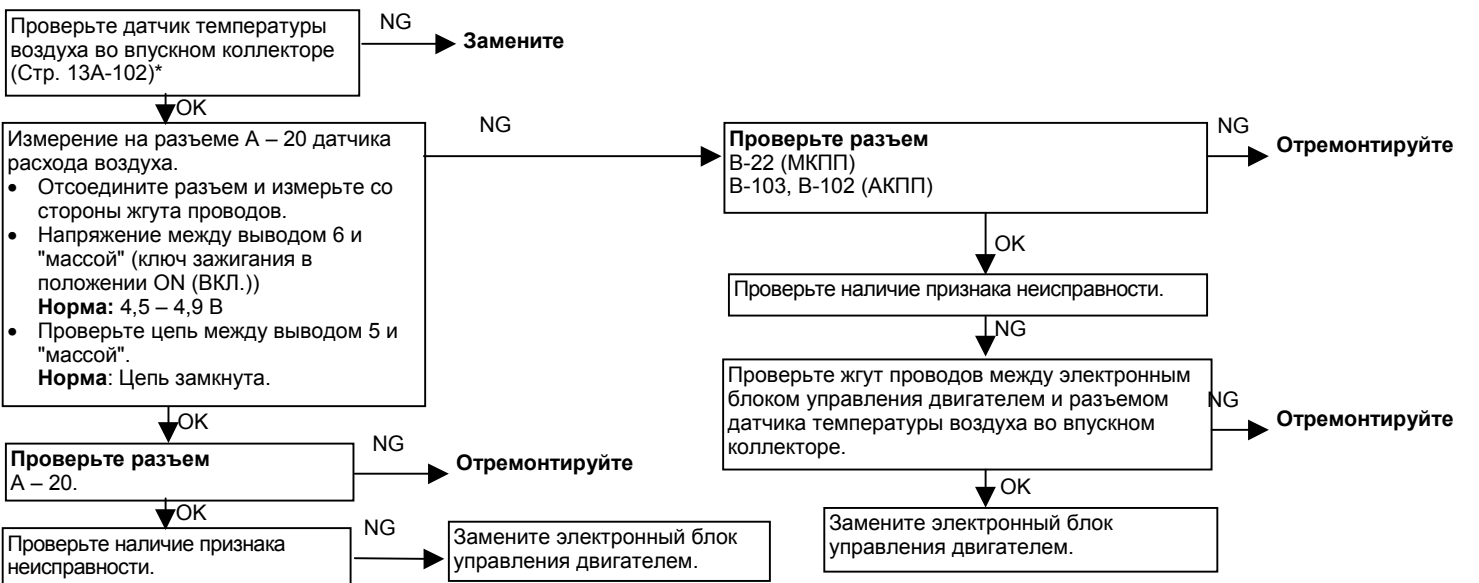 Проверьте датчик температуры
воздуха во впускном коллекторе
(Стр. 13А-102)*
NG
Замените
OK
Измерение на разъеме А – 20 датчика
расхода воздуха.
• Отсоедините разъем и измерьте со
стороны жгута проводов.
• Напряжение между выводом 6 и
"массой" (ключ зажигания в
положении ON (ВКЛ.))
Норма: 4,5 – 4,9 В
• Проверьте цепь между выводом 5 и
"массой".
Норма: Цепь замкнута.
NG
OK
Проверьте разъем
А – 20.
NG
Отремонтируйте
OK
Проверьте наличие признака
неисправности.
NG
Замените электронный блок
управления двигателем.
Проверьте разъем
В-22 (МКПП)
В-103, В-102 (АКПП)
NG
Отремонтируйте
OK
Проверьте наличие признака неисправности.
NG
Проверьте жгут проводов между электронным
блоком управления двигателем и разъемом
датчика температуры воздуха во впускном
коллекторе.
NG
Отремонтируйте
OK
Замените электронный блок
управления двигателем.